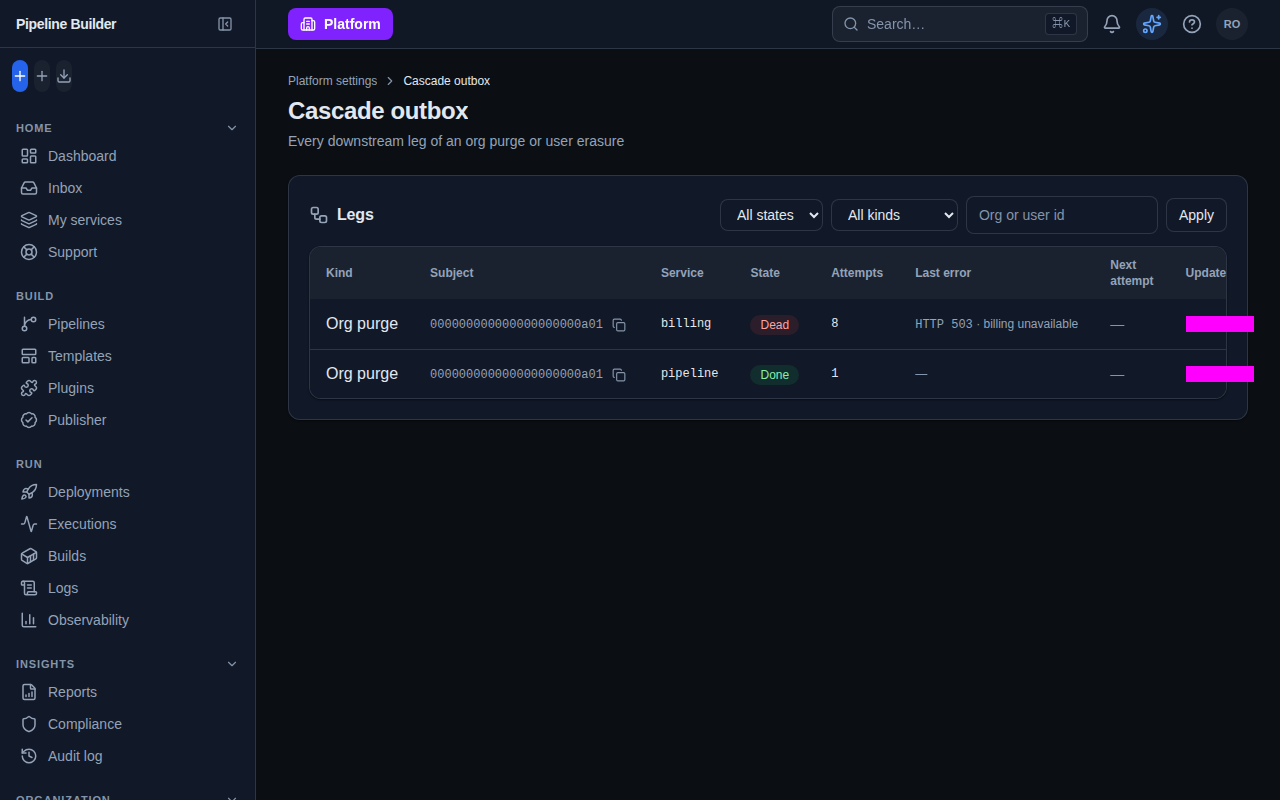 Pipeline Builder
Platform
Search…
⌘K
RO
HOME
Dashboard
Inbox
My services
Support
BUILD
Pipelines
Templates
Plugins
Publisher
RUN
Deployments
Executions
Builds
Logs
Observability
INSIGHTS
Reports
Compliance
Audit log
ORGANIZATION
Platform settings
Cascade outbox
Cascade outbox
Every downstream leg of an org purge or user erasure
Legs
All states
All kinds
Org or user id
Apply
Kind Subject Service State Attempts Last error Next attempt Update
Org purge 000000000000000000000a01 billing Dead 8 HTTP 503 · billing unavailable —
Org purge 000000000000000000000a01 pipeline Done 1 — —